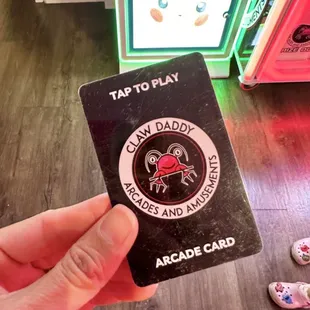 TAP TO PLAY
CLAW DADDY
ARCADES AND AMUSEMENTS
ARCADE CARD